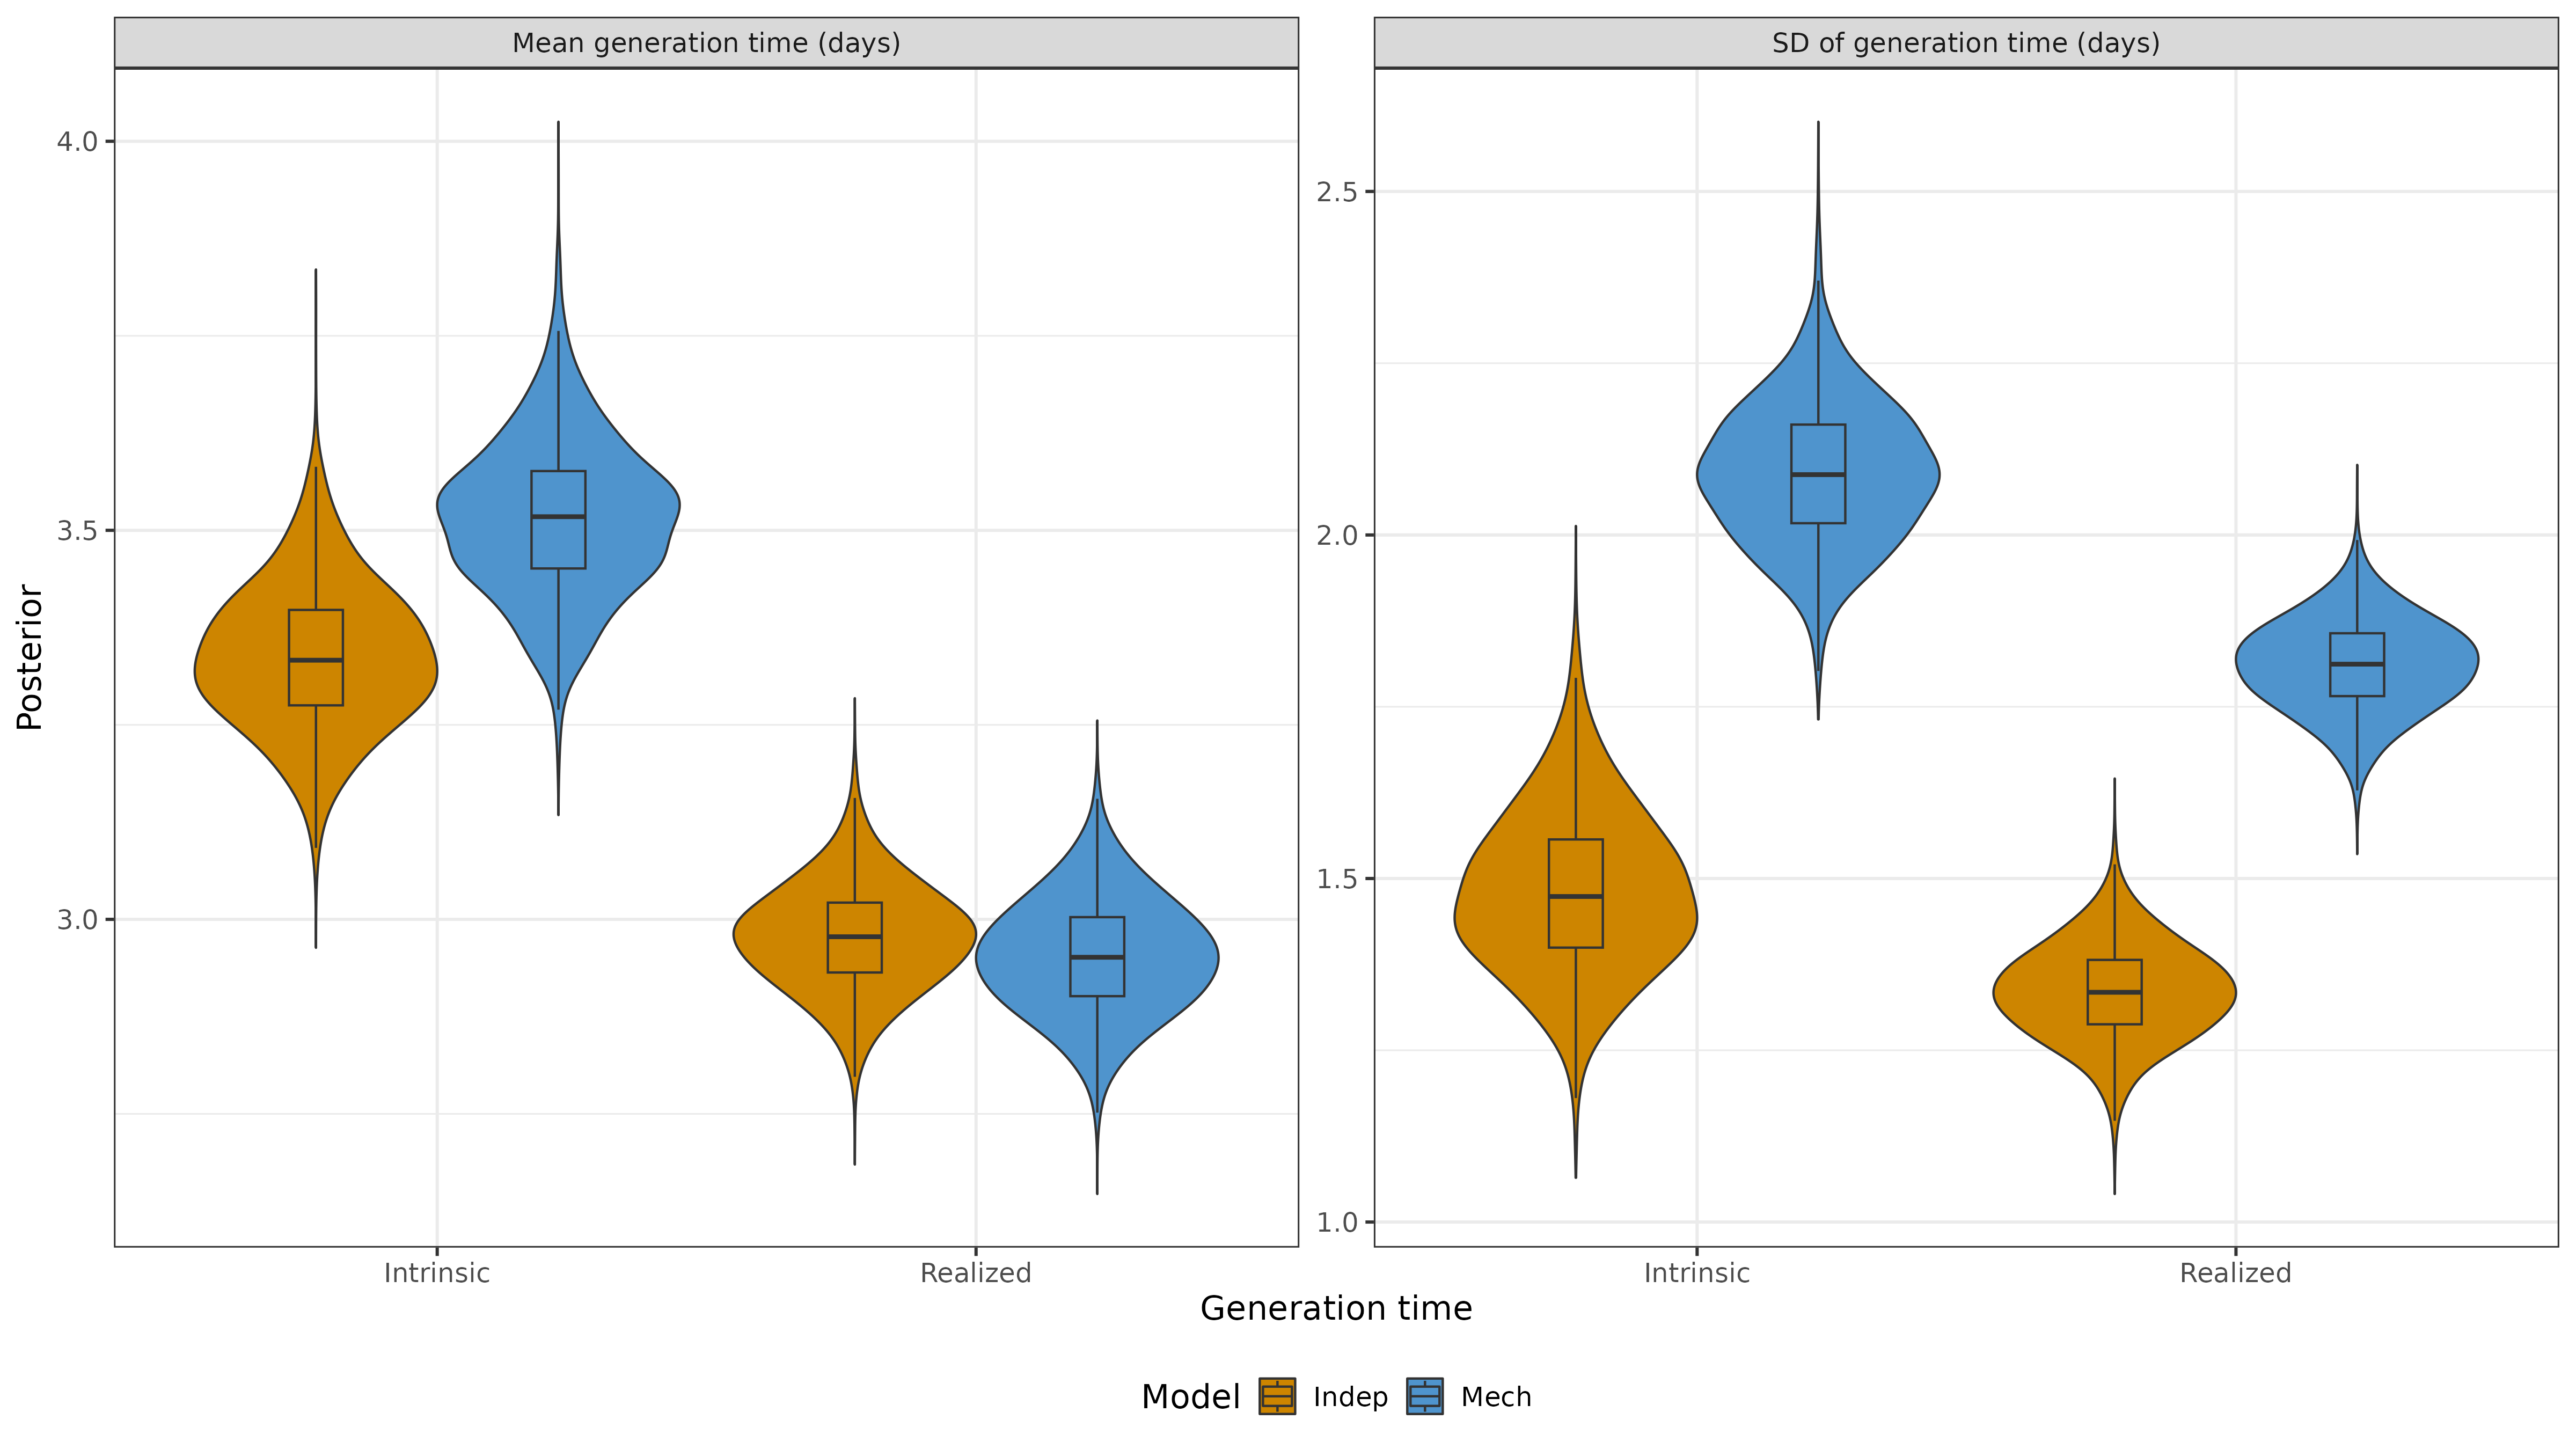 Mean generation time (days)
SD of generation time (days)
Posterior
4.0
3.5
3.0
2.5
2.0
1.5
1.0
Intrinsic
Realized
Intrinsic
Realized
Generation time
Model Indep Mech